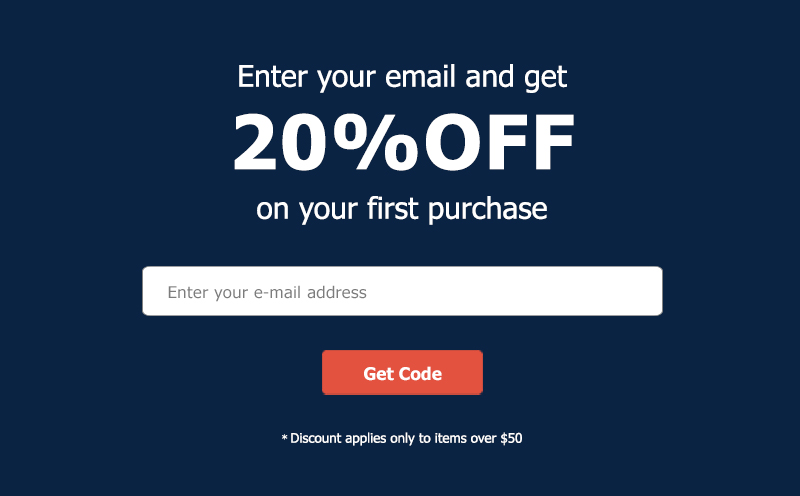 Enter your email and get
20%OFF
on your first purchase
Enter your e-mail address
Get Code
* Discount applies only to items over $50